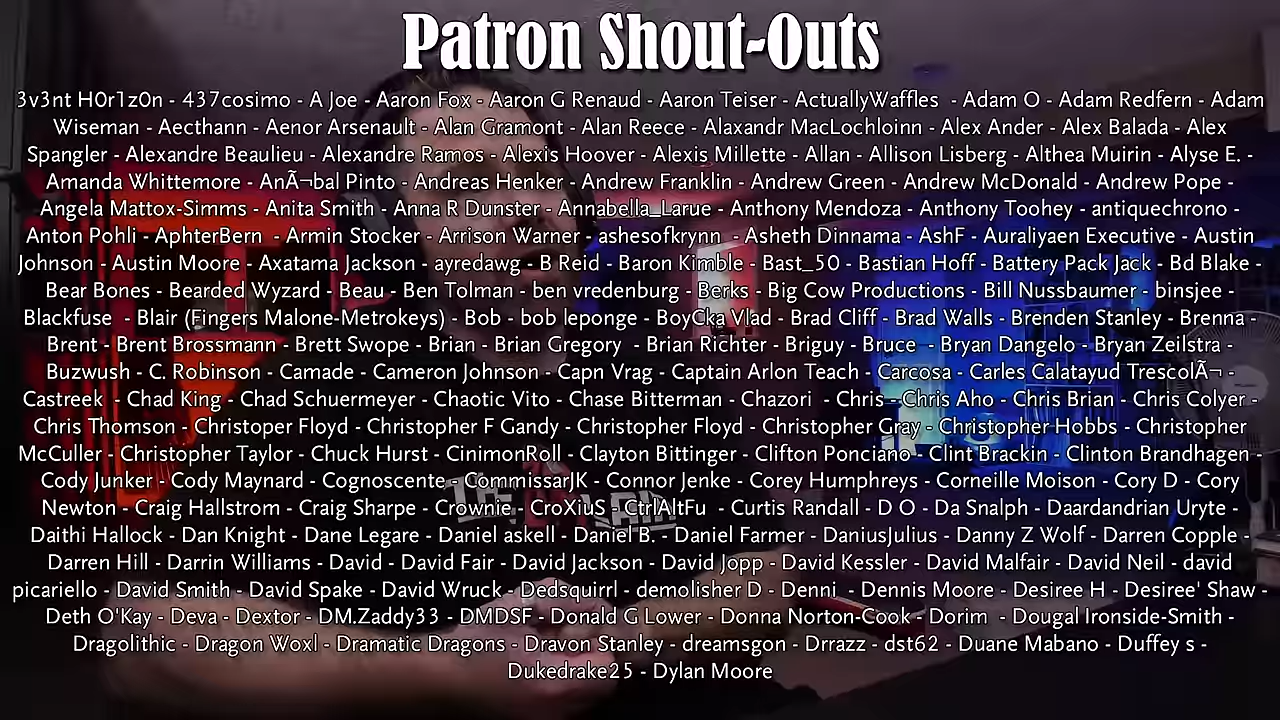 Patron Shout-Outs
3v3nt H0r1z0n - 437cosimo - A Joe - Aaron Fox - Aaron G Renaud - Aaron Teiser - ActuallyWaffles - Adam O - Adam Redfern - Adam
Wiseman - Aecthann - Aenor Arsenault - Alan Gramont - Alan Reece - Alaxandr MacLochloinn - Alex Ander - Alex Balada - Alex
Spangler - Alexandre Beaulieu - Alexandre Ramos - Alexis Hoover - Alexis Millette - Allan - Allison Lisberg - Althea Muirin - Alyse E. -
Amanda Whittemore - AnÃ¬bal Pinto - Andreas Henker - Andrew Franklin - Andrew Green - Andrew McDonald - Andrew Pope -
Angela Mattox-Simms - Anita Smith - Anna R Dunster - Annabella_Larue - Anthony Mendoza - Anthony Toohey - antiquechrono -
Anton Pohli - AphterBern - Armin Stocker - Arrison Warner - ashesofkrynn - Asheth Dinnama - AshF - Auraliyaen Executive - Austin
Johnson - Austin Moore - Axatama Jackson - ayredawg - B Reid - Baron Kimble - Bast_50 - Bastian Hoff - Battery Pack Jack - Bd Blake -
Bear Bones - Bearded Wyzard - Beau - Ben Tolman - ben vredenburg - Berks - Big Cow Productions - Bill Nussbaumer - binsjee -
Blackfuse - Blair (Fingers Malone-Metrokeys) - Bob - bob leponge - BoyCka Vlad - Brad Cliff - Brad Walls - Brenden Stanley - Brenna -
Brent - Brent Brossmann - Brett Swope - Brian - Brian Gregory - Brian Richter - Briguy - Bruce - Bryan Dangelo - Bryan Zeilstra -
Buzwush - C. Robinson - Camade - Cameron Johnson - Capn Vrag - Captain Arlon Teach - Carcosa - Carles Calatayud TrescolÃ¬ -
Castreek - Chad King - Chad Schuermeyer - Chaotic Vito - Chase Bitterman - Chazori - Chris - Chris Aho - Chris Brian - Chris Colyer -
Chris Thomson - Christoper Floyd - Christopher F Gandy - Christopher Floyd - Christopher Gray - Christopher Hobbs - Christopher
McCuller - Christopher Taylor - Chuck Hurst - CinimonRoll - Clayton Bittinger - Clifton Ponciano - Clint Brackin - Clinton Brandhagen -
Cody Junker - Cody Maynard - Cognoscente - CommissarJK - Connor Jenke - Corey Humphreys - Corneille Moison - Cory D - Cory
Newton - Craig Hallstrom - Craig Sharpe - Crownie - CroXiuS - CtrlAltFu - Curtis Randall - D O - Da Snalph - Daardandrian Uryte -
Daithi Hallock - Dan Knight - Dane Legare - Daniel askell - Daniel B. - Daniel Farmer - DaniusJulius - Danny Z Wolf - Darren Copple -
Darren Hill - Darrin Williams - David - David Fair - David Jackson - David Jopp - David Kessler - David Malfair - David Neil - david
picariello - David Smith - David Spake - David Wruck - Dedsquirrl - demolisher D - Denni - Dennis Moore - Desiree H - Desiree' Shaw -
Deth O'Kay - Deva - Dextor - DM.Zaddy33 - DMDSF - Donald G Lower - Donna Norton-Cook - Dorim - Dougal Ironside-Smith -
Dragolithic - Dragon Woxl - Dramatic Dragons - Dravon Stanley - dreamsgon - Drrazz - dst62 - Duane Mabano - Duffey s -
Dukedrake25 - Dylan Moore